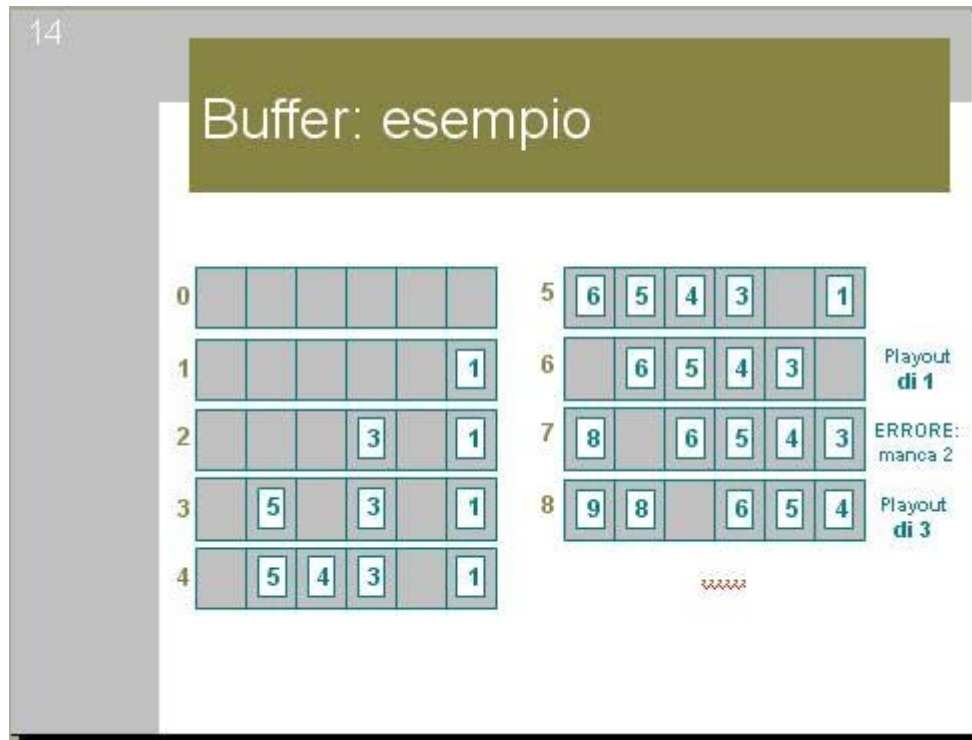 14
Buffer: esempio
0
1 1
2 3 1
3 5 3 1
4 5 4 3 1
5 6 5 4 3 1
6 6 5 4 3 Playout
di 1
7 8 6 5 4 3 ERRORE:
manca 2
8 9 8 6 5 4 Playout
di 3